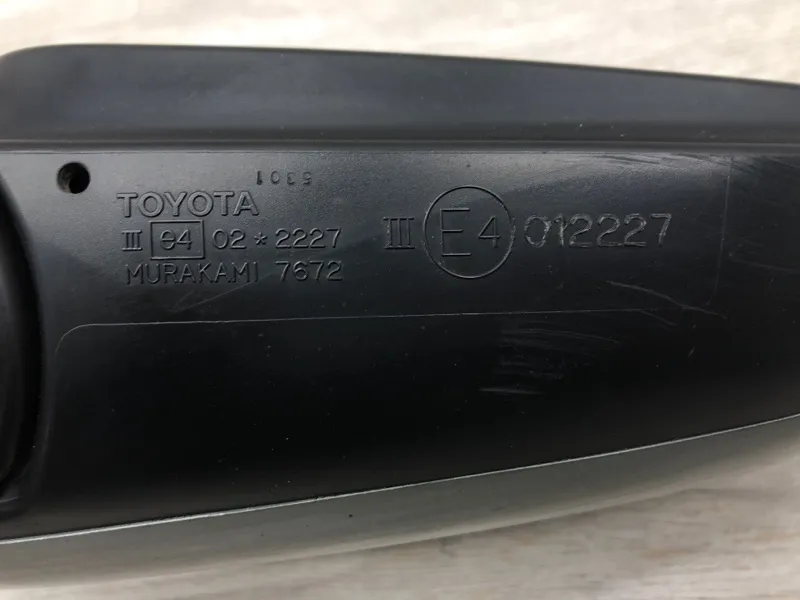 5301
TOYOTA
III e4 02*2227
MURAKAMI 7672
III E4 012227